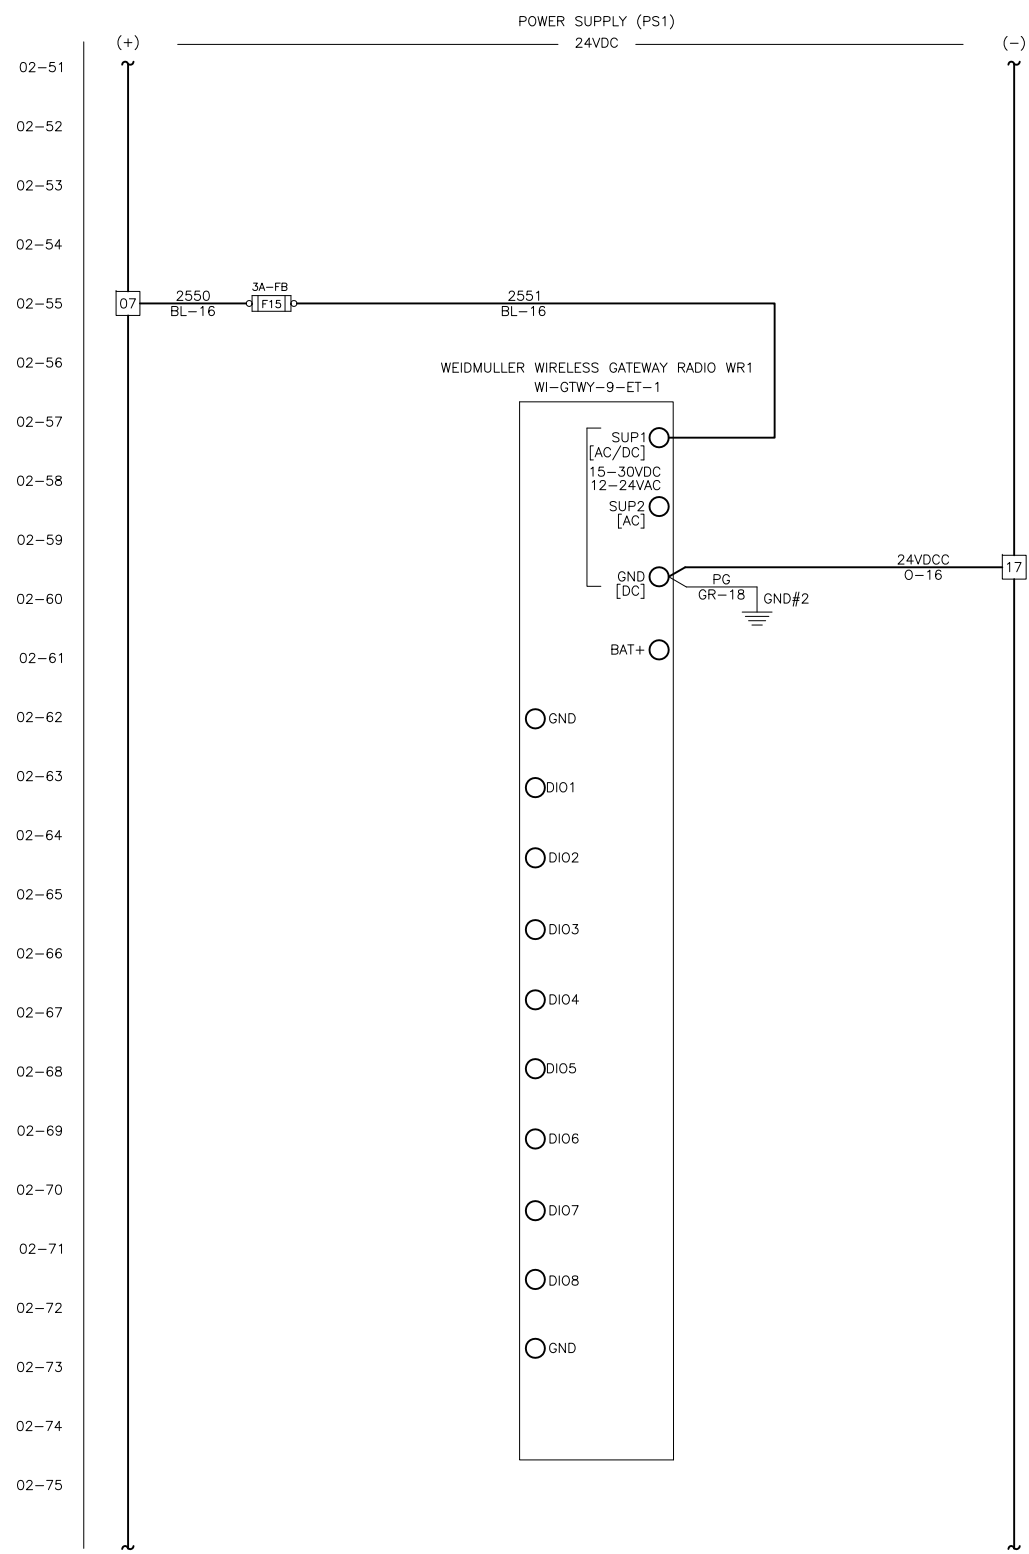 POWER SUPPLY (PS1)
(+) 24VDC (-)
02-51
02-52
02-53
02-54
3A-FB
02-55 07 2550 F15 2551
BL-16 BL-16
02-56
WEIDMULLER WIRELESS GATEWAY RADIO WR1
WI-GTWY-9-ET-1
02-57
SUP1
[AC/DC]
15-30VDC
02-58
12-24VAC
SUP2
[AC]
02-59
24VDCC
17
O-16
GND
PG
[DC]
GR-18
02-60 GND#2
BAT+
02-61
02-62 GND
02-63
DIO1
02-64
DIO2
02-65
DIO3
02-66
DIO4
02-67
DIO5
02-68
02-69
DIO6
02-70
DIO7
02-71
DIO8
02-72
GND
02-73
02-74
02-75